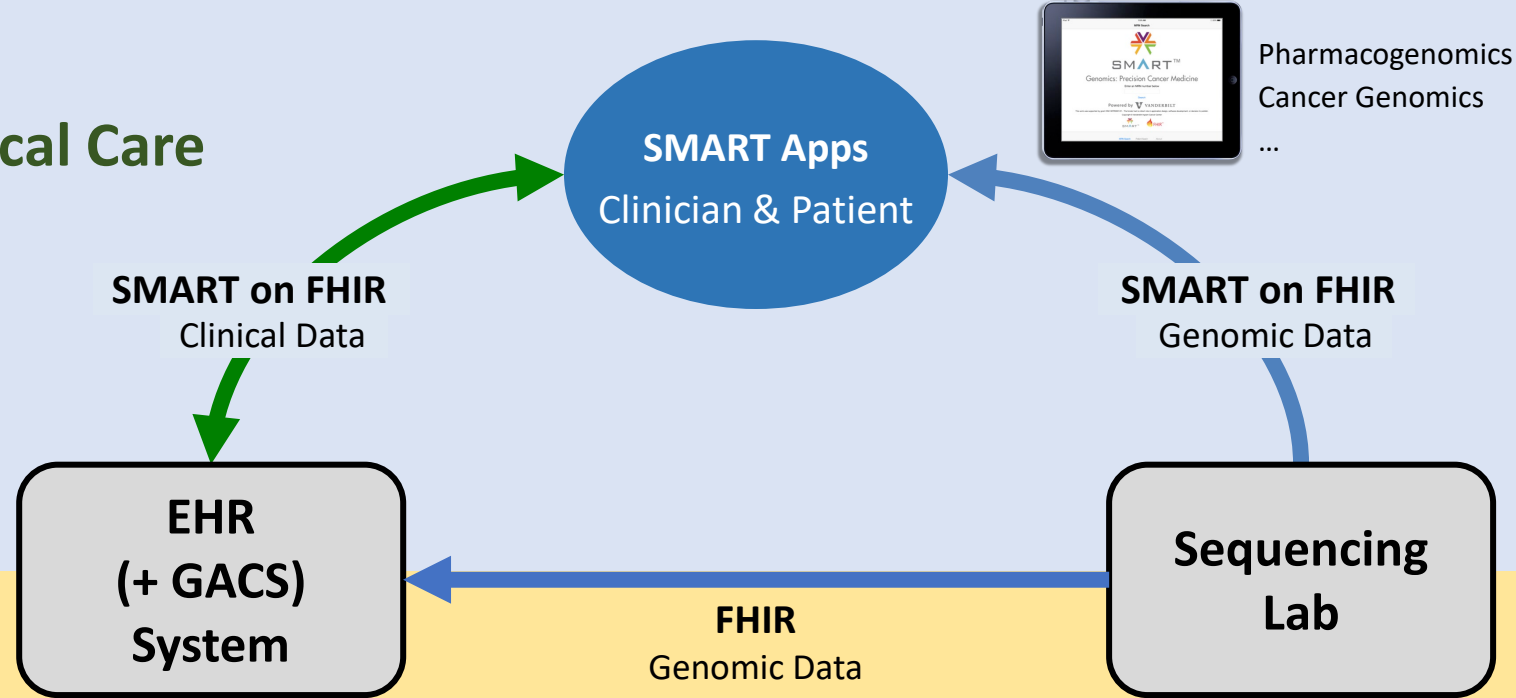 Pharmacogenomics
Cancer Genomics
...
SMART™
Genomics: Precision Cancer Medicine
Powered by VANDERBILT
cal Care
SMART Apps
Clinician & Patient
SMART on FHIR
Clinical Data
SMART on FHIR
Genomic Data
EHR
(+ GACS)
System
Sequencing
Lab
FHIR
Genomic Data